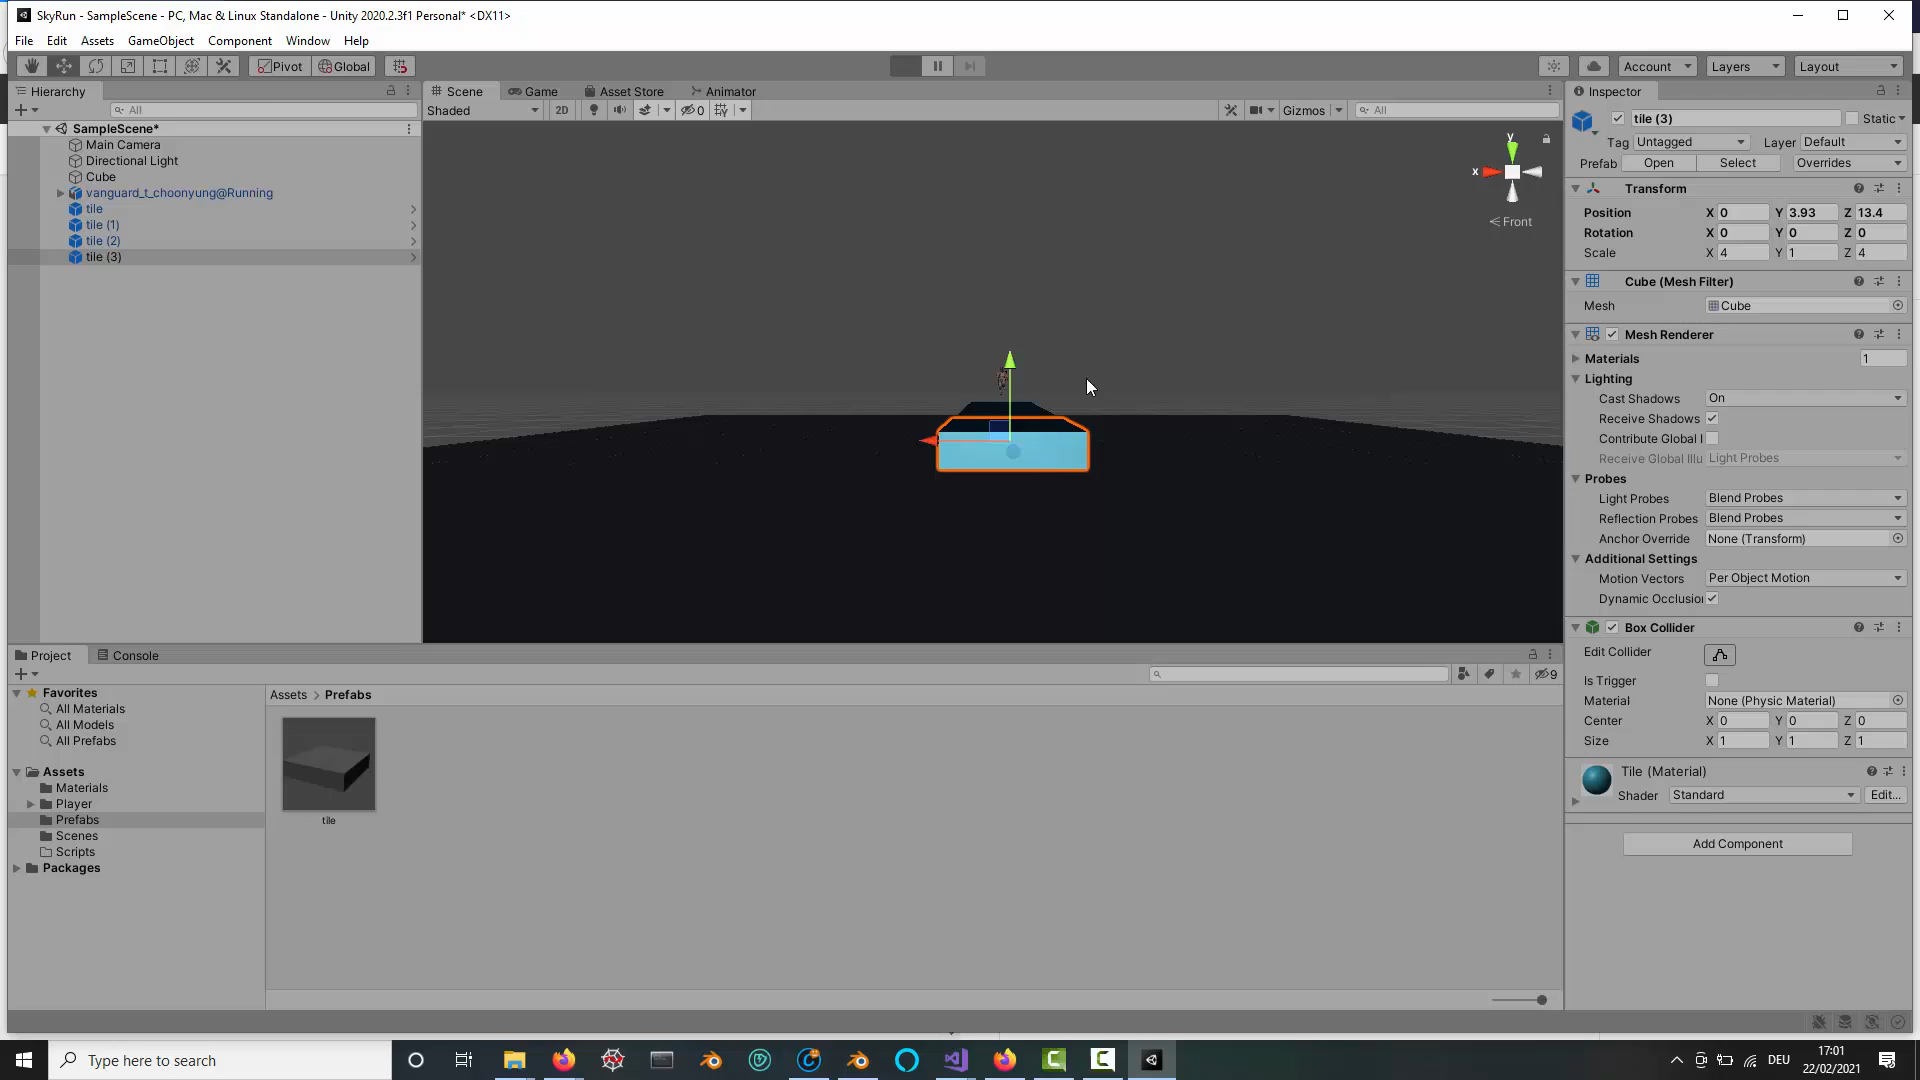 SkyRun - SampleScene - PC, Mac & Linux Standalone - Unity 2020.2.3f1 Personal* <DX11>
File Edit Assets GameObject Component Window Help
Pivot Global Account Layers Layout
Hierarchy
All
SampleScene*
Main Camera
Directional Light
Cube
vanguard_t_choonyung@Running
tile
tile (1)
tile (2)
tile (3)
Scene Game Asset Store Animator
Shaded 2D 0 Gizmos All
y
x
Front
Inspector
tile (3) Static
Tag Untagged Layer Default
Prefab Open Select Overrides
Transform
Position X 0 Y 3.93 Z 13.4
Rotation X 0 Y 0 Z 0
Scale X 4 Y 1 Z 4
Cube (Mesh Filter)
Mesh Cube
Mesh Renderer
Materials 1
Lighting
Cast Shadows On
Receive Shadows
Contribute Global I
Receive Global Illu Light Probes
Probes
Light Probes Blend Probes
Reflection Probes Blend Probes
Anchor Override None (Transform)
Additional Settings
Motion Vectors Per Object Motion
Dynamic Occlusion
Box Collider
Edit Collider
Is Trigger
Material None (Physic Material)
Center X 0 Y 0 Z 0
Size X 1 Y 1 Z 1
Tile (Material)
Shader Standard Edit...
Add Component
Project Console
9
Favorites
All Materials
All Models
All Prefabs
Assets
Materials
Player
Prefabs
Scenes
Scripts
Packages
Assets > Prefabs
tile
Type here to search
DEU
17:01
22/02/2021